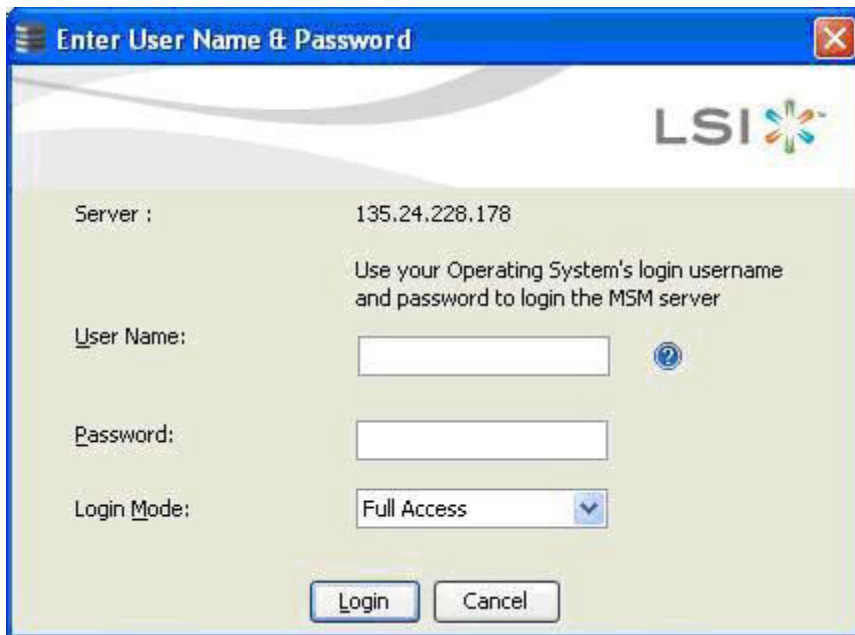 Enter User Name & Password
LSI
Server : 135.24.228.178
Use your Operating System's login username
and password to login the MSM server
User Name:
Password:
Login Mode: Full Access
Login Cancel